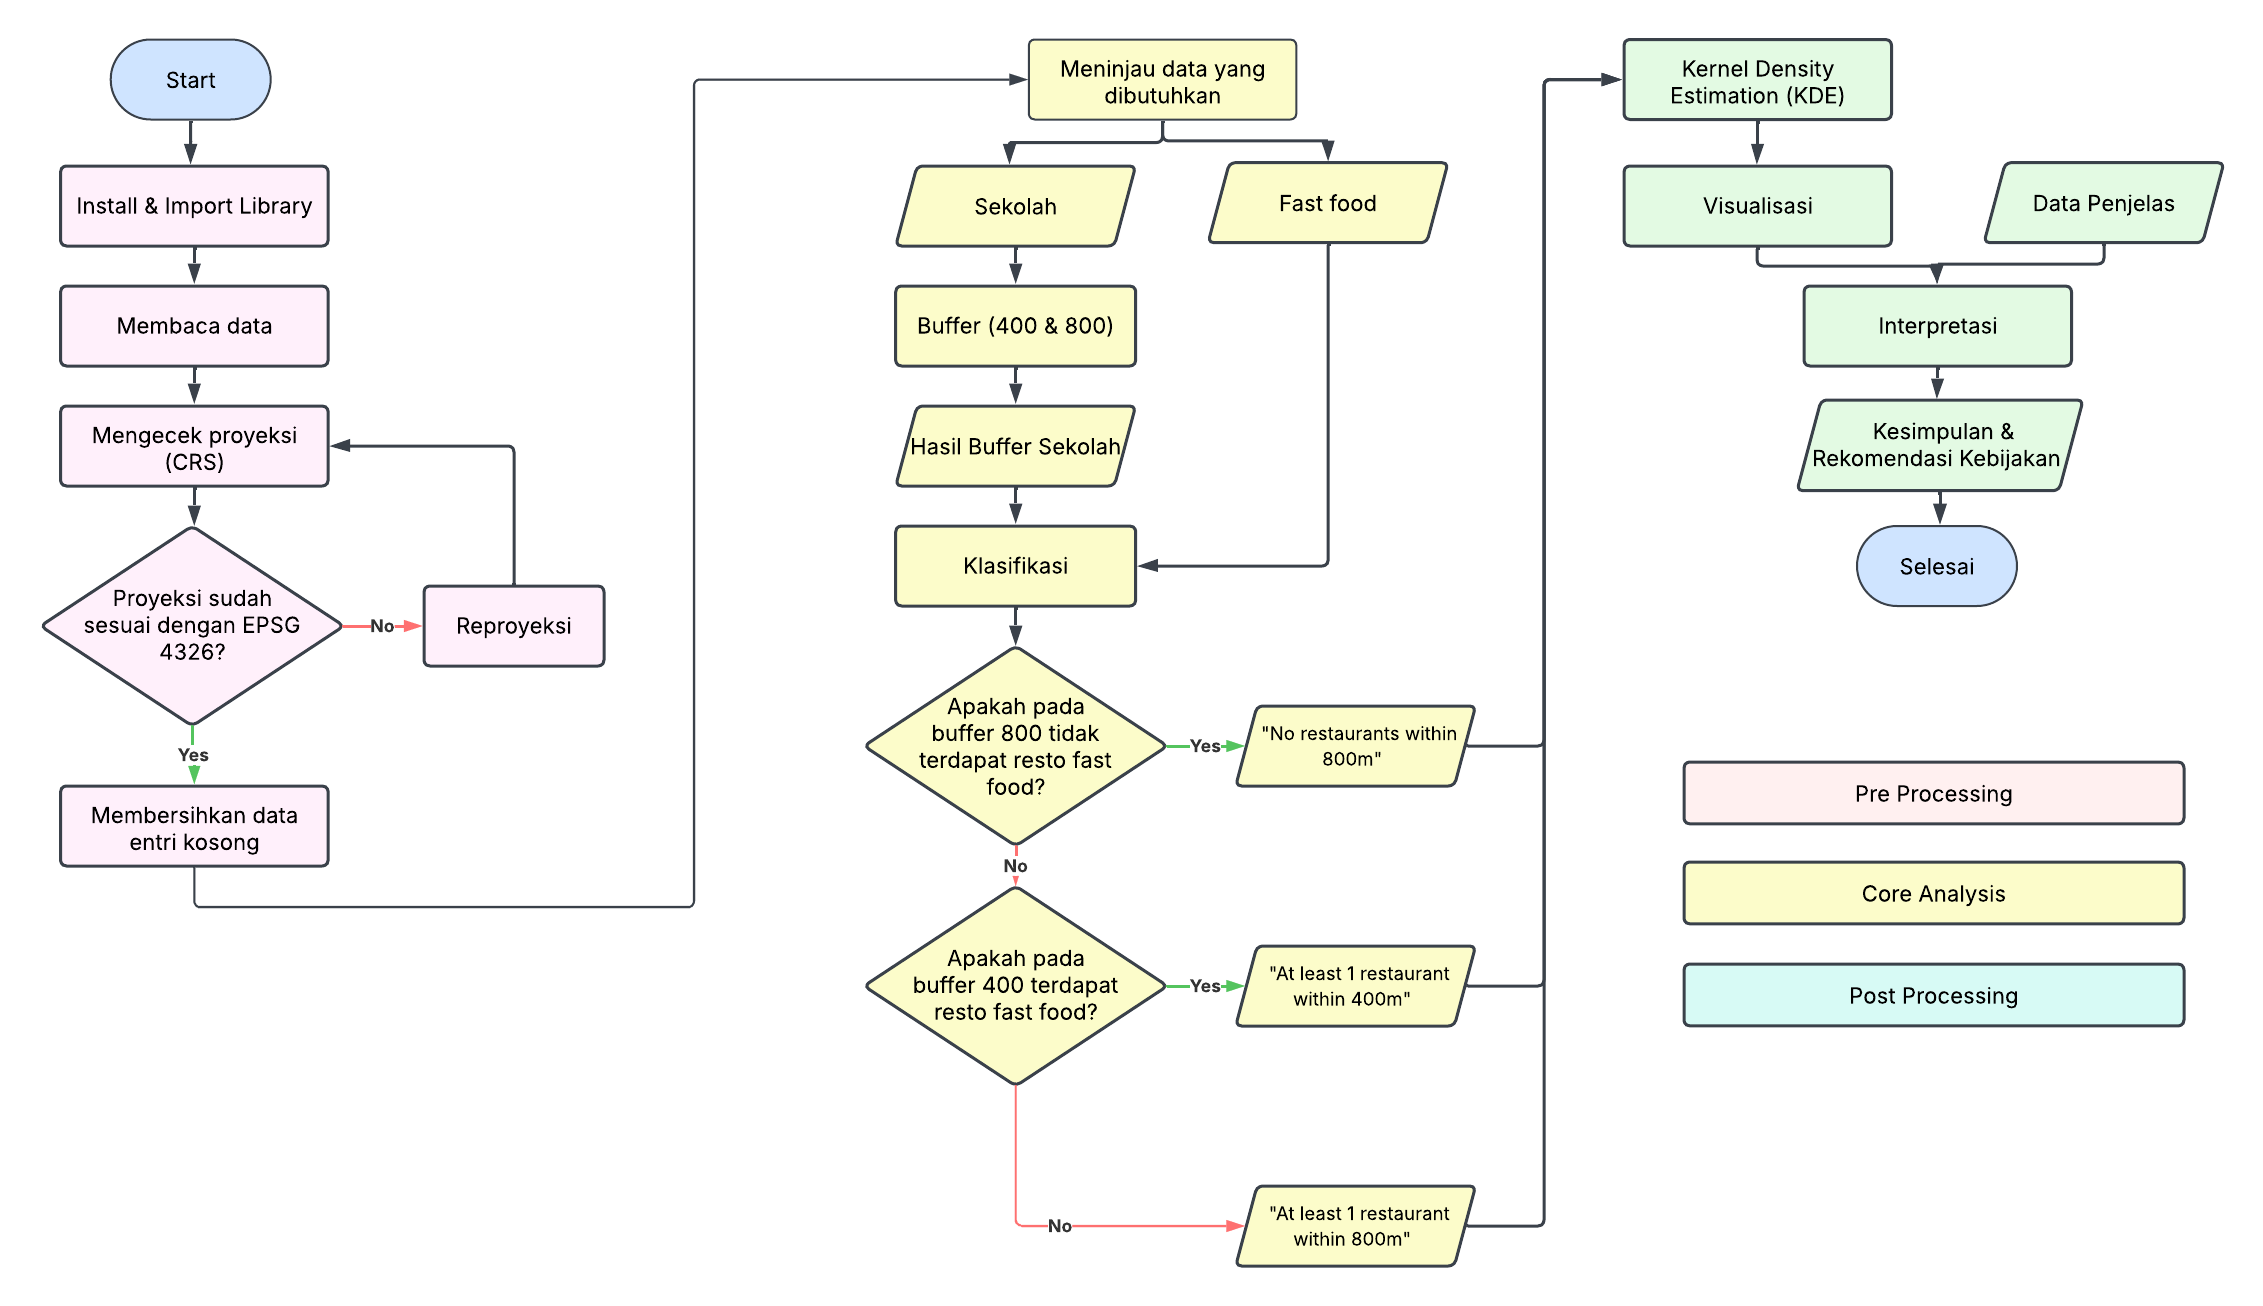 Start
Install & Import Library
Membaca data
Mengecek proyeksi
(CRS)
Proyeksi sudah
sesuai dengan EPSG
4326?
No
Reproyeksi
Yes
Membersihkan data
entri kosong
Meninjau data yang
dibutuhkan
Sekolah
Fast food
Buffer (400 & 800)
Hasil Buffer Sekolah
Klasifikasi
Apakah pada
buffer 800 tidak
terdapat resto fast
food?
Yes
"No restaurants within
800m"
No
Apakah pada
buffer 400 terdapat
resto fast food?
Yes
"At least 1 restaurant
within 400m"
No
"At least 1 restaurant
within 800m"
Kernel Density
Estimation (KDE)
Visualisasi
Data Penjelas
Interpretasi
Kesimpulan &
Rekomendasi Kebijakan
Selesai
Pre Processing
Core Analysis
Post Processing